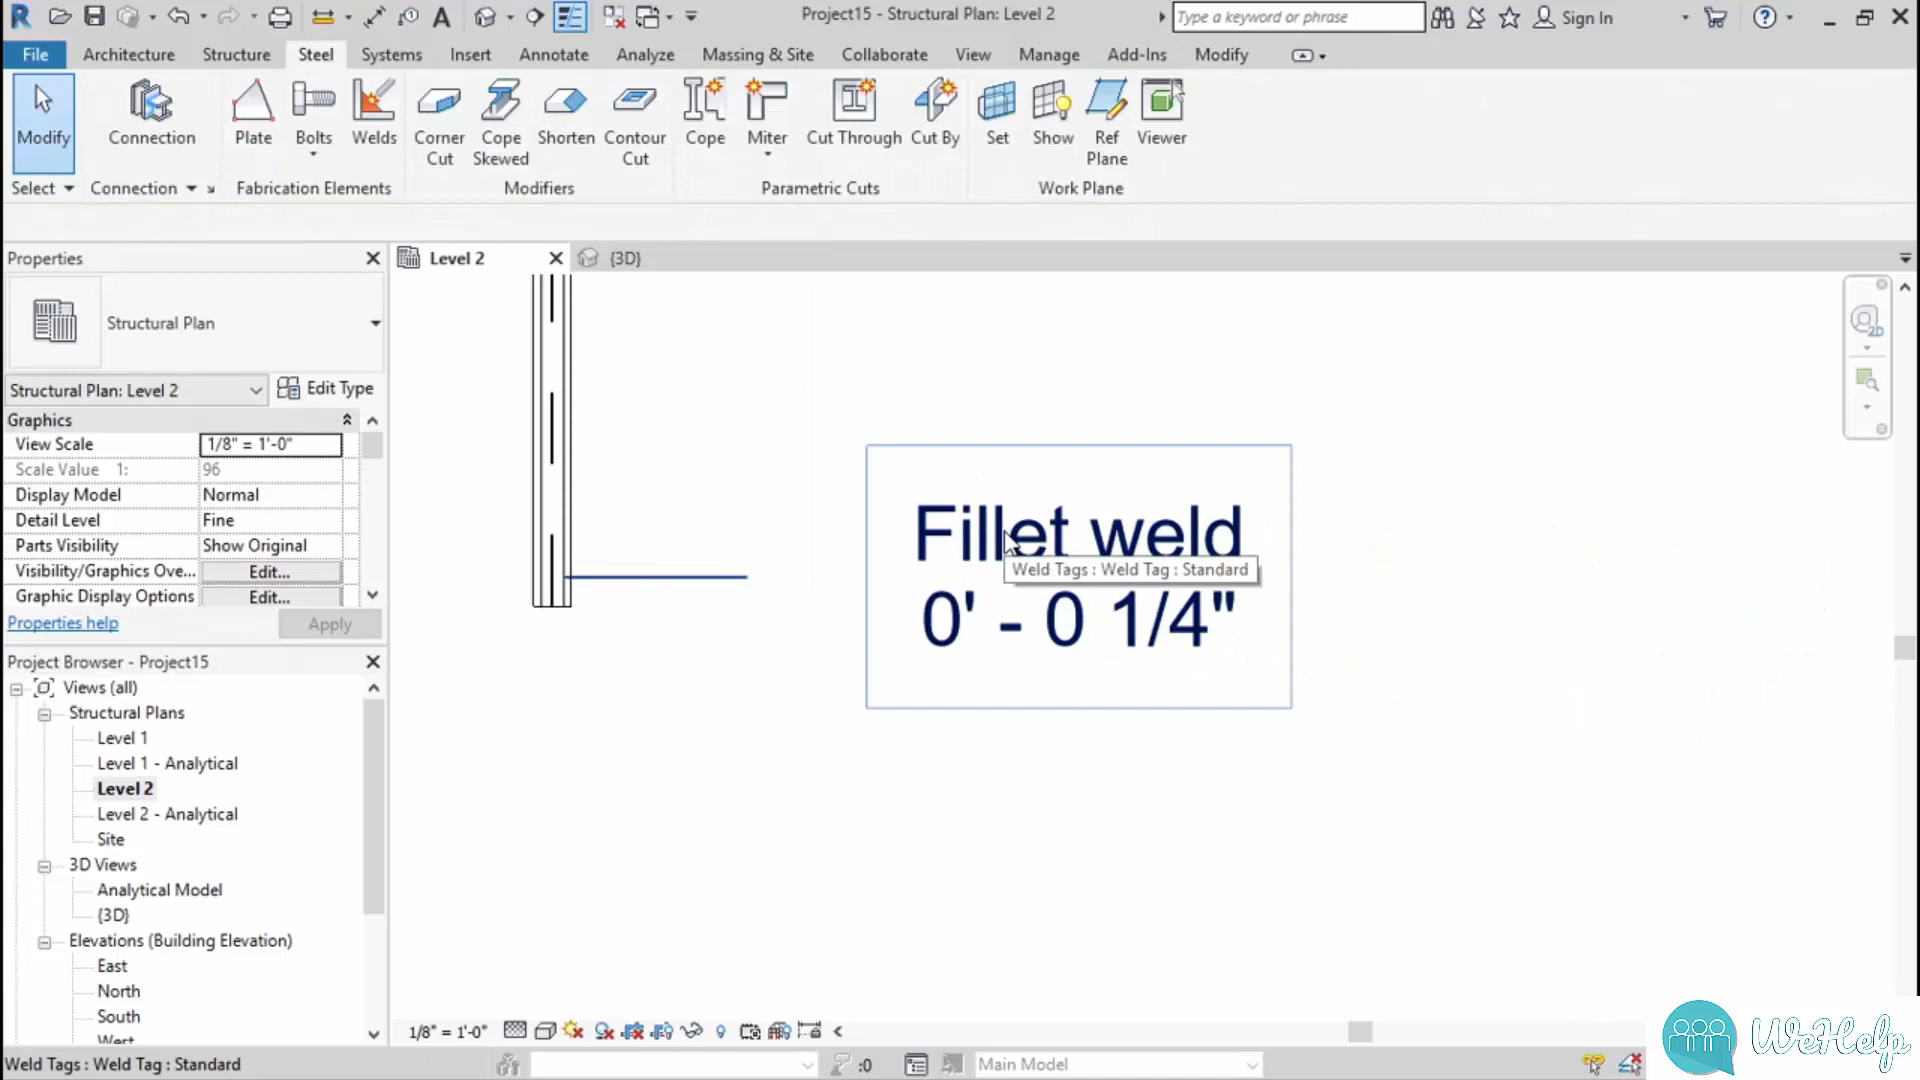 Project15 - Structural Plan: Level 2
Type a keyword or phrase
Sign In
File
Architecture
Structure
Steel
Systems
Insert
Annotate
Analyze
Massing & Site
Collaborate
View
Manage
Add-Ins
Modify
Modify
Connection
Plate
Bolts
Welds
Corner
Cut
Cope
Skewed
Shorten
Contour
Cut
Cope
Miter
Cut Through
Cut By
Set
Show
Ref
Plane
Viewer
Select
Connection
Fabrication Elements
Modifiers
Parametric Cuts
Work Plane
Properties
Level 2
{3D}
Structural Plan
Structural Plan: Level 2
Edit Type
Graphics
View Scale
1/8" = 1'-0"
Scale Value 1:
96
Display Model
Normal
Detail Level
Fine
Parts Visibility
Show Original
Visibility/Graphics Ove...
Edit...
Graphic Display Options
Edit...
Properties help
Apply
Project Browser - Project15
Views (all)
Structural Plans
Level 1
Level 1 - Analytical
Level 2
Level 2 - Analytical
Site
3D Views
Analytical Model
{3D}
Elevations (Building Elevation)
East
North
South
West
Fillet weld
Weld Tags : Weld Tag : Standard
0' - 0 1/4"
1/8" = 1'-0"
Weld Tags : Weld Tag : Standard
:0
Main Model
WeHelp